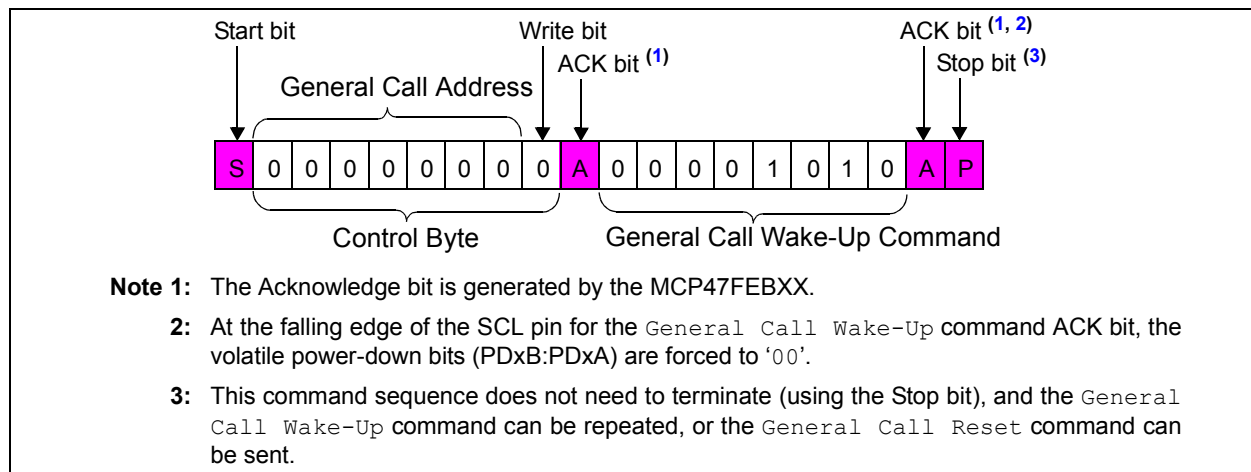 Start bit Write bit ACK bit (1, 2)
ACK bit (1) Stop bit (3)
General Call Address
S 0 0 0 0 0 0 0 0 A 0 0 0 0 1 0 1 0 A P
Control Byte General Call Wake-Up Command
Note 1: The Acknowledge bit is generated by the MCP47FEBXX.
2: At the falling edge of the SCL pin for the General Call Wake-Up command ACK bit, the
volatile power-down bits (PDxB:PDxA) are forced to ‘00’.
3: This command sequence does not need to terminate (using the Stop bit), and the General
Call Wake-Up command can be repeated, or the General Call Reset command can
be sent.